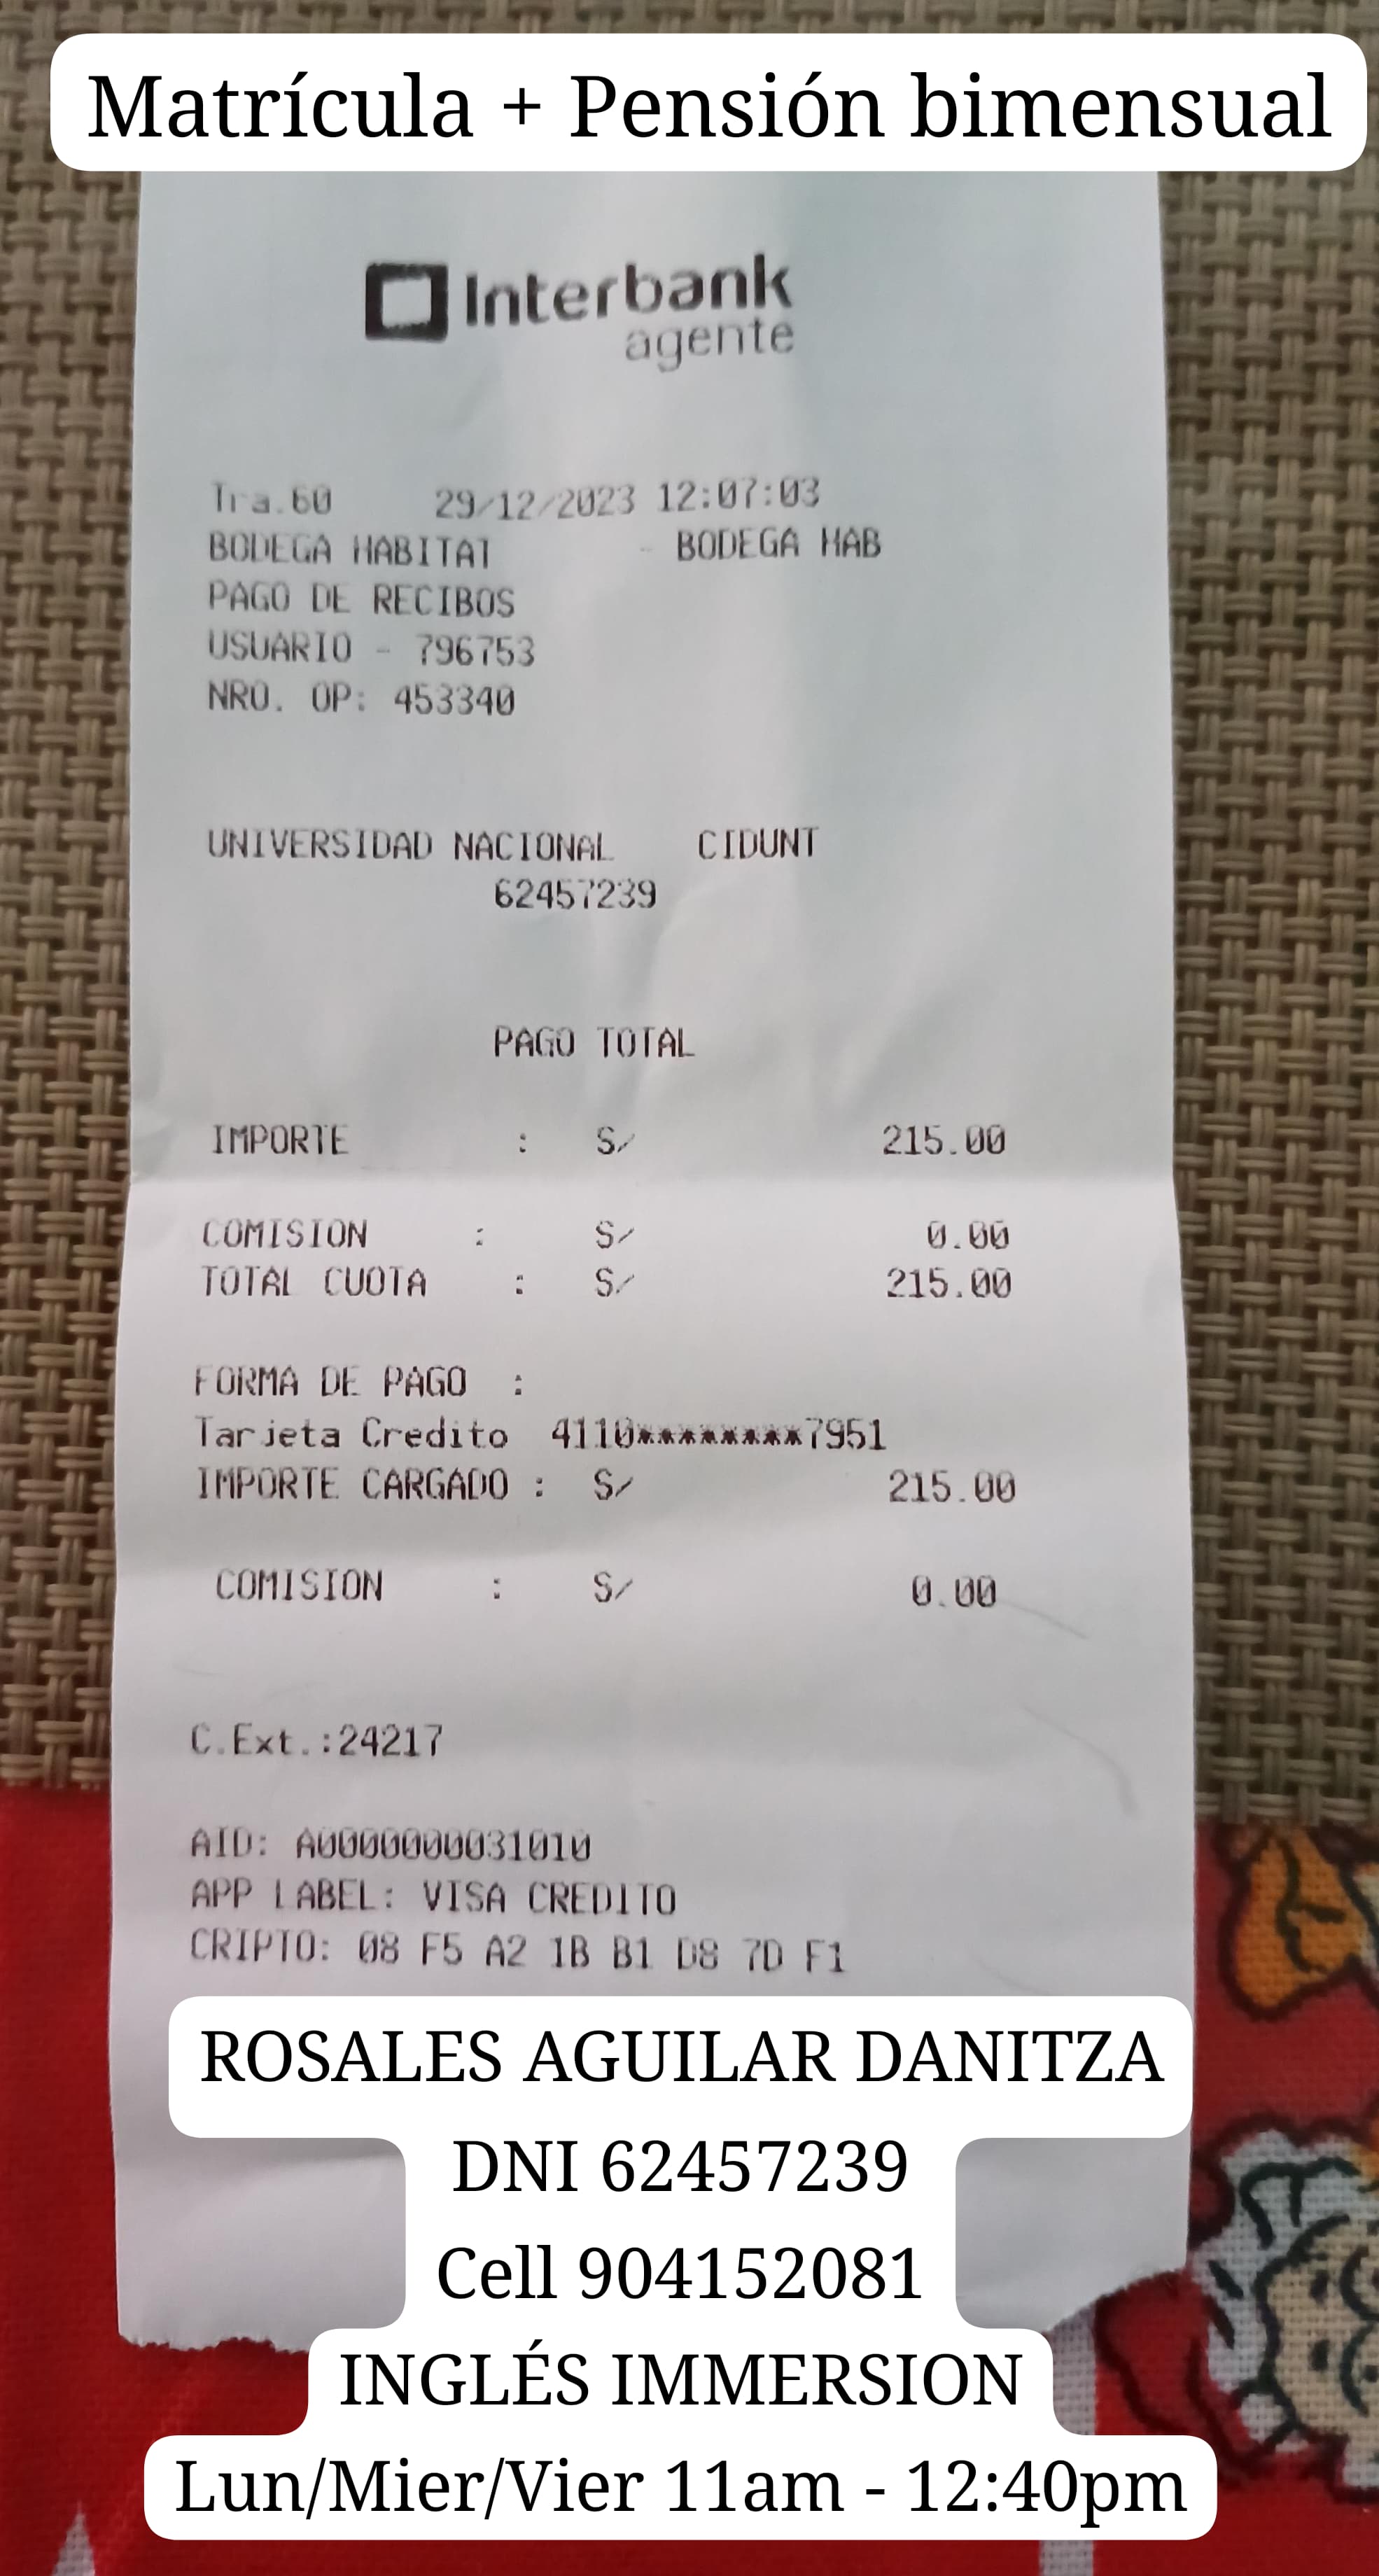 Matrícula + Pensión bimensual
Interbank
agente
Tra.60 29/12/2023 12:07:03
BODEGA HABITAT - BODEGA HAB
PAGO DE RECIBOS
USUARIO - 796753
NRO. OP: 453340
UNIVERSIDAD NACIONAL CIDUNT
62457239
PAGO TOTAL
IMPORTE : S/ 215.00
COMISION : S/ 0.00
TOTAL CUOTA : S/ 215.00
FORMA DE PAGO :
Tarjeta Credito 4110********7951
IMPORTE CARGADO : S/ 215.00
COMISION : S/ 0.00
C.Ext.:24217
AID: A0000000031010
APP LABEL: VISA CREDITO
CRIPTO: 08 F5 A2 1B B1 D8 7D F1
ROSALES AGUILAR DANITZA
DNI 62457239
Cell 904152081
INGLÉS IMMERSION
Lun/Mier/Vier 11am - 12:40pm